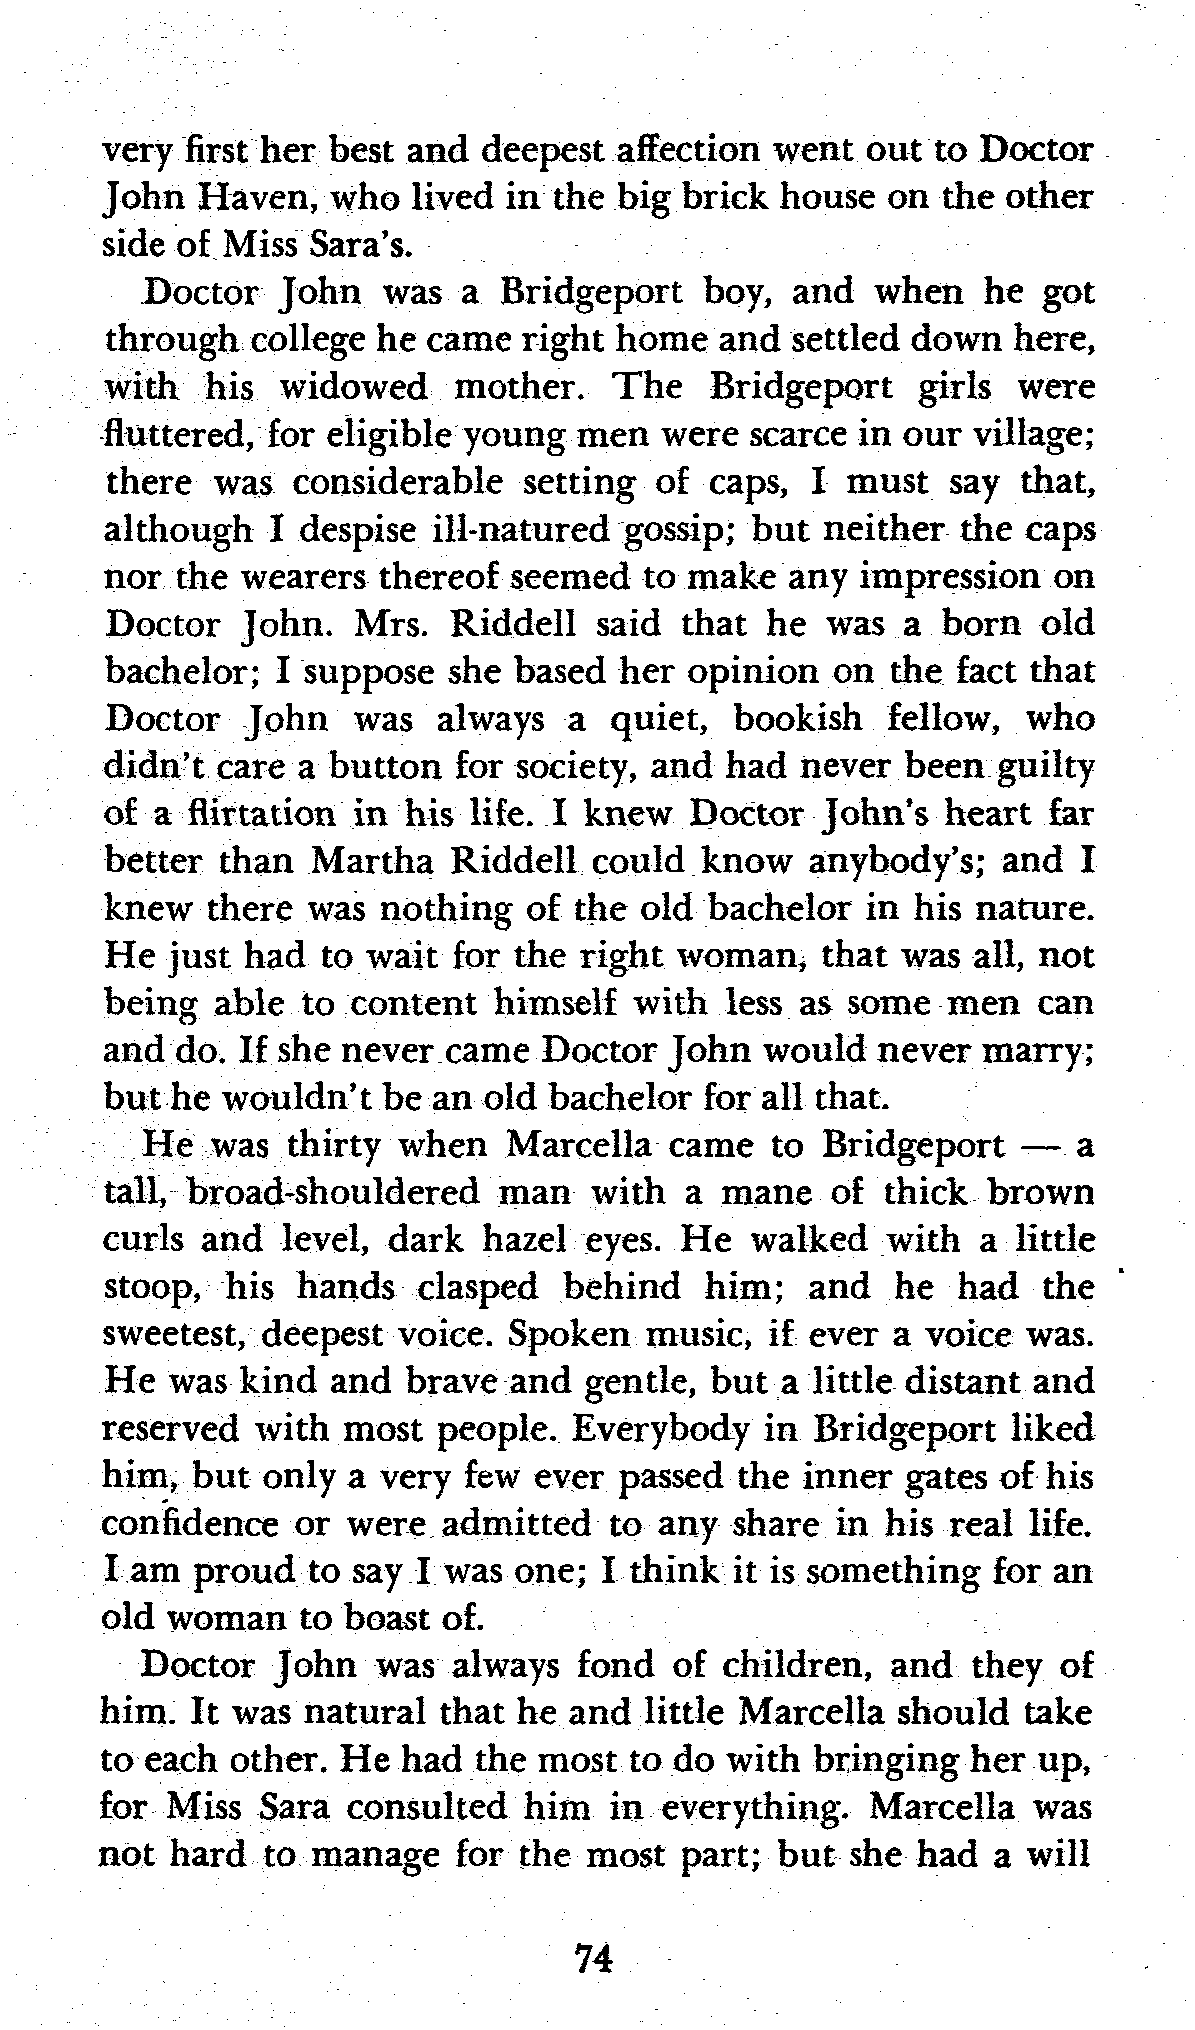 very first her best and deepest affection went out to Doctor
John Haven, who lived in the big brick house on the other
side of Miss Sara's.
Doctor John was a Bridgeport boy, and when he got
through college he came right home and settled down here,
with his widowed mother. The Bridgeport girls were
fluttered, for eligible young men were scarce in our village;
there was considerable setting of caps, I must say that,
although I despise ill-natured gossip; but neither the caps
nor the wearers thereof seemed to make any impression on
Doctor John. Mrs. Riddell said that he was a born old
bachelor; I suppose she based her opinion on the fact that
Doctor John was always a quiet, bookish fellow, who
didn't care a button for society, and had never been guilty
of a flirtation in his life. I knew Doctor John's heart far
better than Martha Riddell could know anybody's; and I
knew there was nothing of the old bachelor in his nature.
He just had to wait for the right woman, that was all, not
being able to content himself with less as some men can
and do. If she never came Doctor John would never marry;
but he wouldn't be an old bachelor for all that.
He was thirty when Marcella came to Bridgeport — a
tall, broad-shouldered man with a mane of thick brown
curls and level, dark hazel eyes. He walked with a little
stoop, his hands clasped behind him; and he had the
sweetest, deepest voice. Spoken music, if ever a voice was.
He was kind and brave and gentle, but a little distant and
reserved with most people. Everybody in Bridgeport liked
him, but only a very few ever passed the inner gates of his
confidence or were admitted to any share in his real life.
I am proud to say I was one; I think it is something for an
old woman to boast of.
Doctor John was always fond of children, and they of
him. It was natural that he and little Marcella should take
to each other. He had the most to do with bringing her up,
for Miss Sara consulted him in everything. Marcella was
not hard to manage for the most part; but she had a will
74